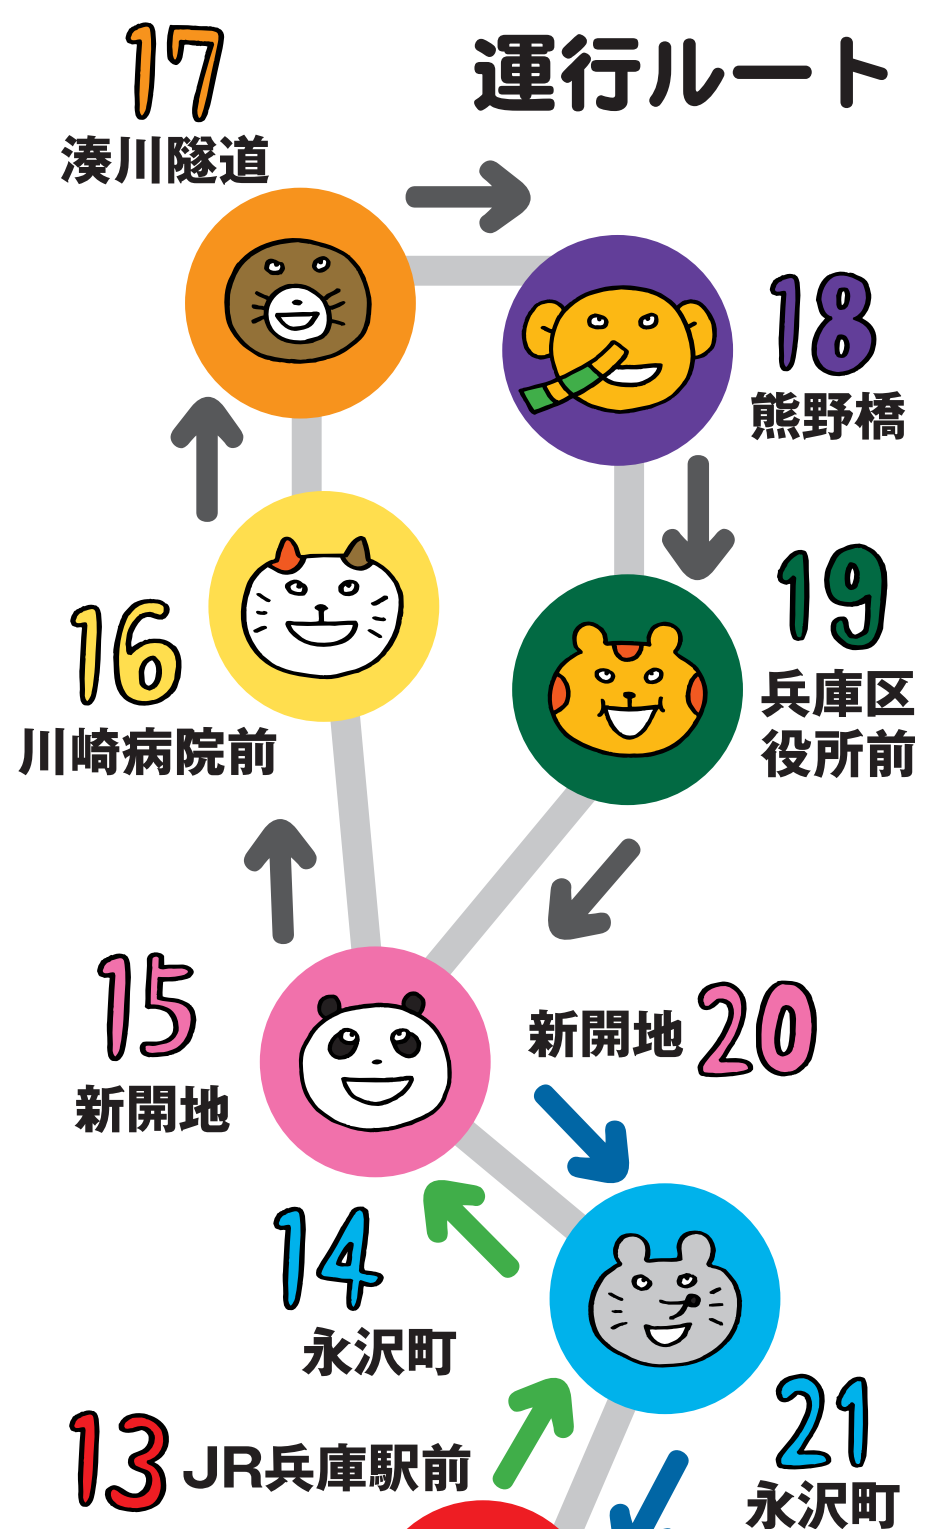 運行ルート
17
湊川隧道
18
熊野橋
19
兵庫区
役所前
16
川崎病院前
15
新開地
新開地 20
14
永沢町
21
永沢町
13 JR兵庫駅前